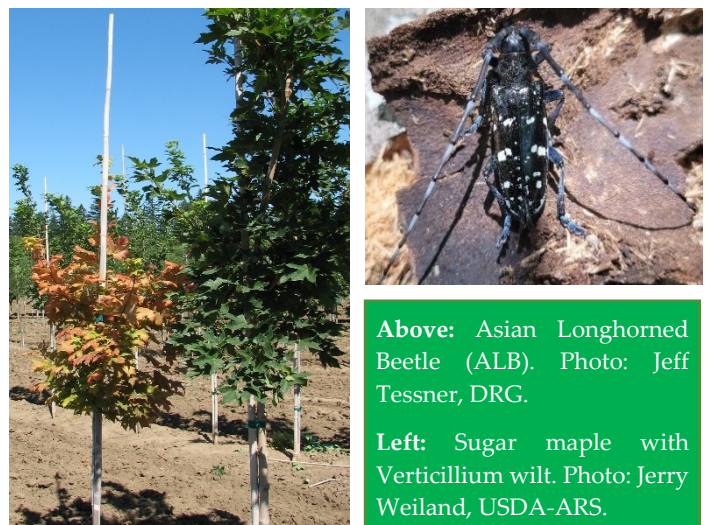 Above: Asian Longhorned
Beetle (ALB). Photo: Jeff
Tessner, DRG.
Left: Sugar maple with
Verticillium wilt. Photo: Jerry
Weiland, USDA-ARS.